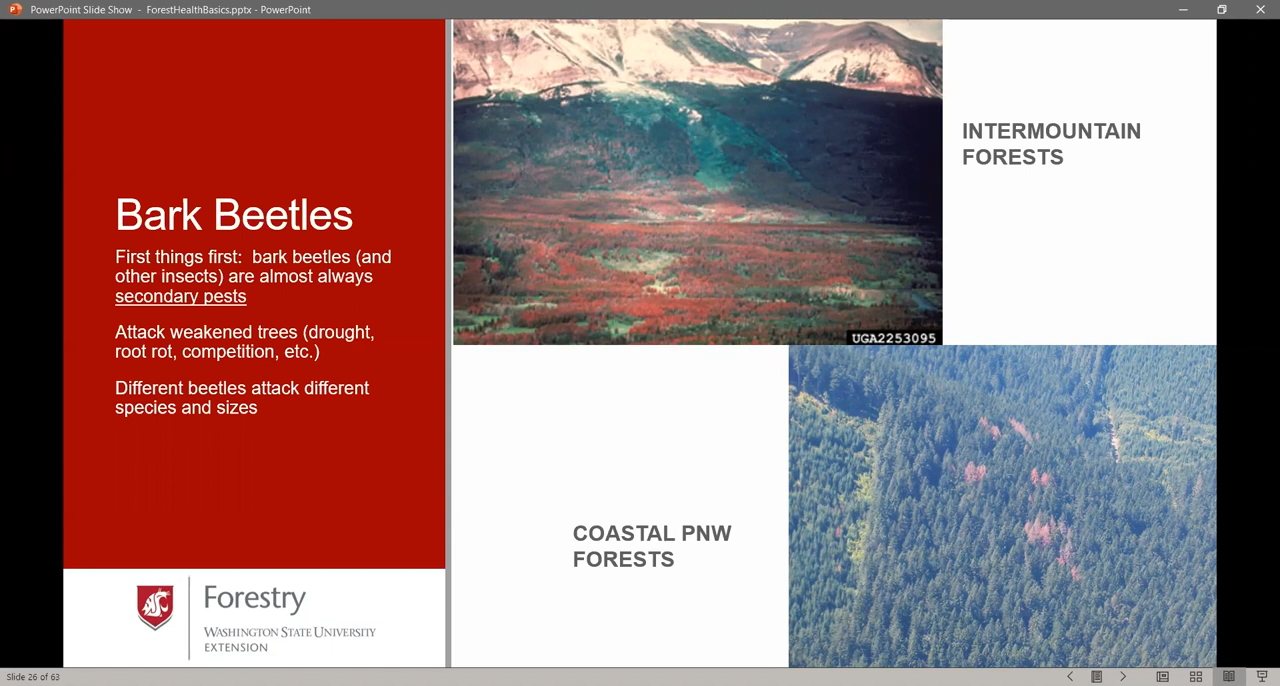 PowerPoint Slide Show - ForestHealthBasics.pptx - PowerPoint
Bark Beetles
First things first: bark beetles (and
other insects) are almost always
secondary pests
Attack weakened trees (drought,
root rot, competition, etc.)
Different beetles attack different
species and sizes
Forestry
WASHINGTON STATE UNIVERSITY
EXTENSION
UGA2253095
INTERMOUNTAIN
FORESTS
COASTAL PNW
FORESTS
Slide 26 of 63